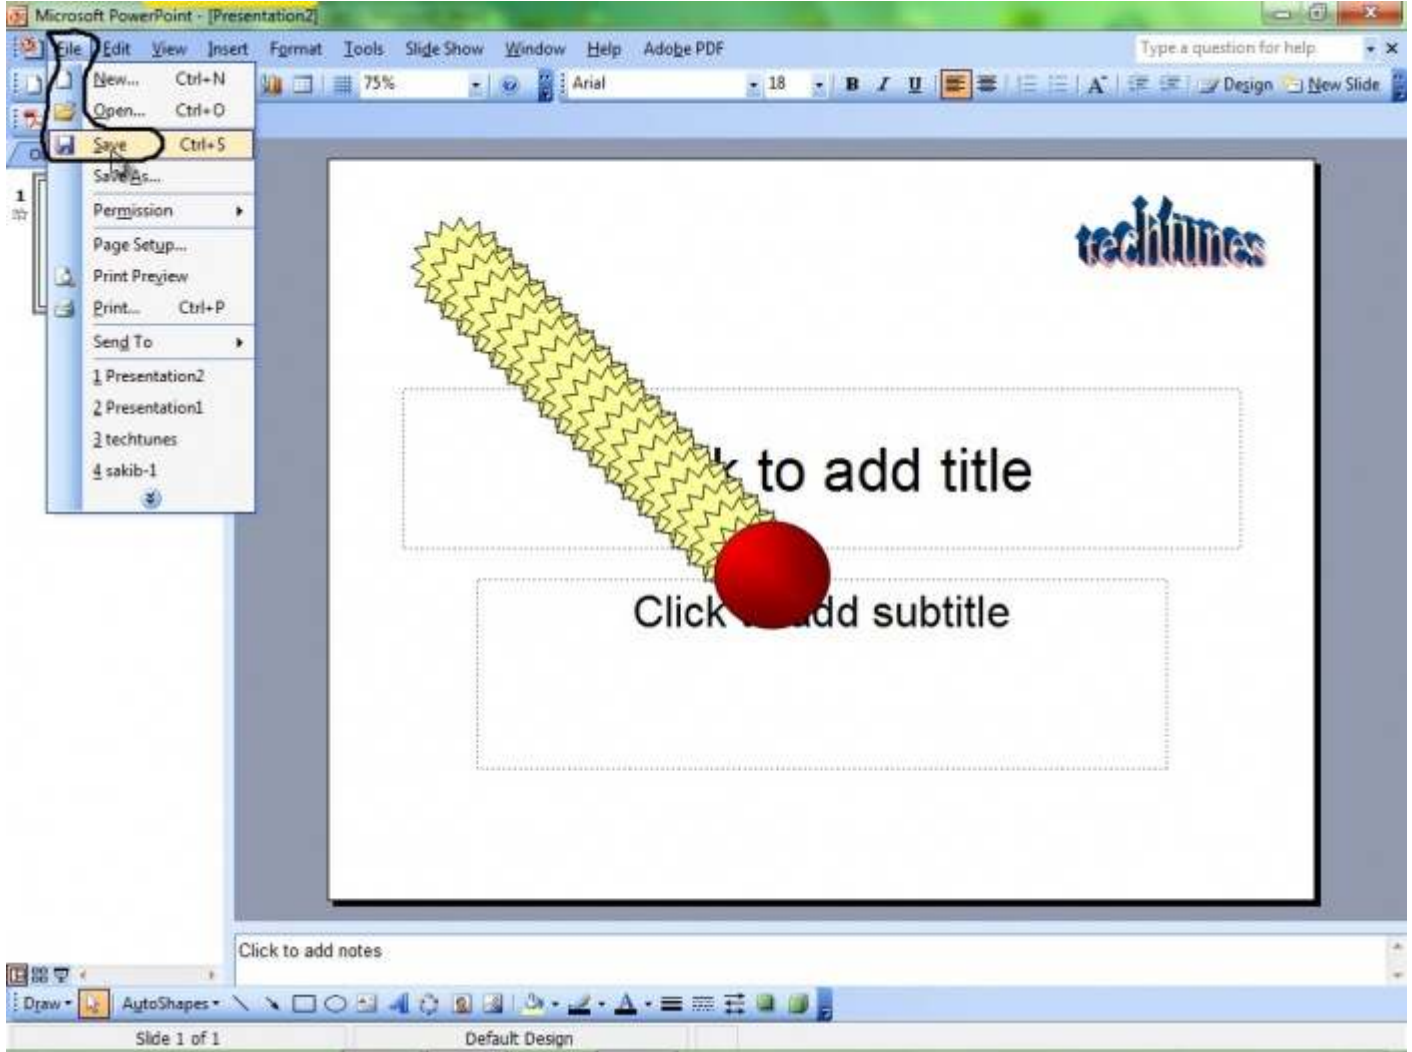 Microsoft PowerPoint - [Presentation2]
File Edit View Insert Format Tools Slide Show Window Help Adobe PDF Type a question for help
75% Arial 18 B I U A Design New Slide
New... Ctrl+N
Open... Ctrl+O
Save Ctrl+S
Save As...
Permission
Page Setup...
Print Preview
Print... Ctrl+P
Send To
1 Presentation2
2 Presentation1
3 techtunes
4 sakib-1
1
techtunes
k to add title
Click add subtitle
Click to add notes
Draw AutoShapes A
Slide 1 of 1 Default Design